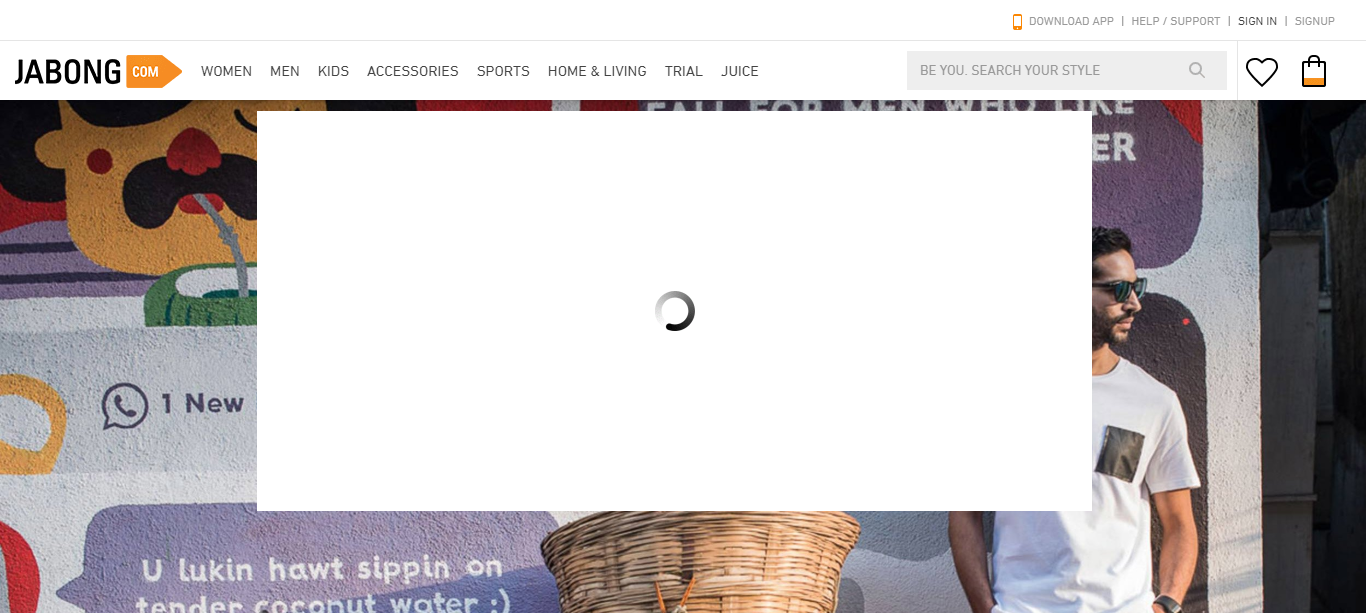 DOWNLOAD APP | HELP / SUPPORT | SIGN IN | SIGNUP
JABONG COM
WOMEN MEN KIDS ACCESSORIES SPORTS HOME & LIVING TRIAL JUICE
BE YOU. SEARCH YOUR STYLE
FALL FOR MEN WHO LIKE
ER
1 New
U lukin hawt sippin on
tender coconut water :)